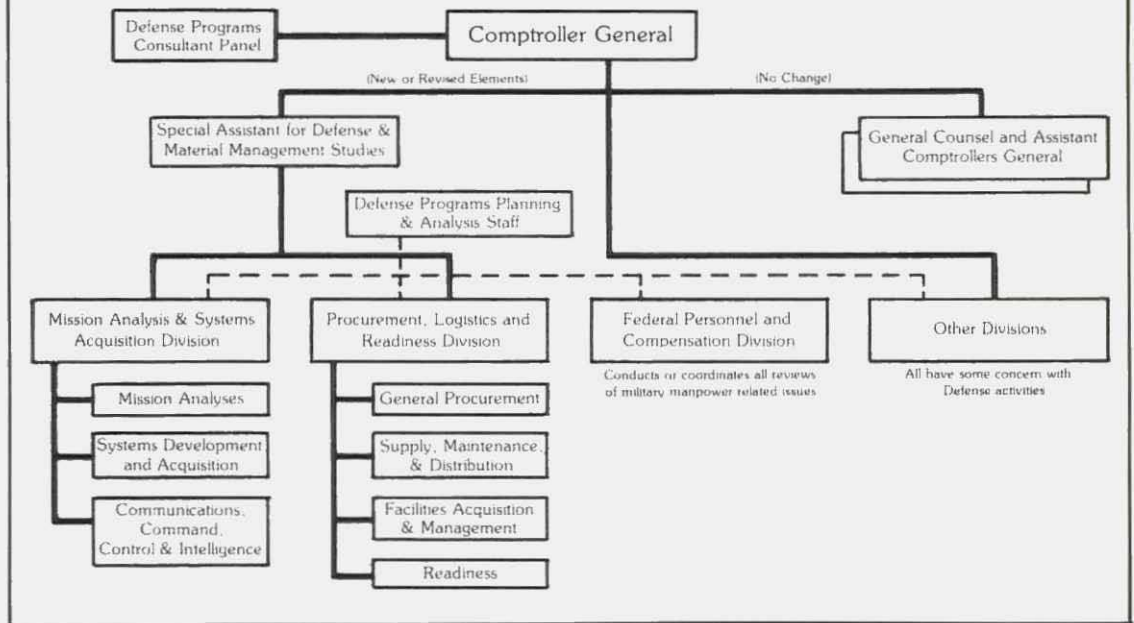 Defense Programs
Consultant Panel
Comptroller General
(New or Revised Elements)
(No Change)
Special Assistant for Defense &
Material Management Studies
General Counsel and Assistant
Comptrollers General
Defense Programs Planning
& Analysis Staff
Mission Analysis & Systems
Acquisition Division
Procurement, Logistics and
Readiness Division
Federal Personnel and
Compensation Division
Other Divisions
Conducts or coordinates all reviews
of military manpower related issues
All have some concern with
Defense activities
Mission Analyses
Systems Development
and Acquisition
Communications,
Command,
Control & Intelligence
General Procurement
Supply, Maintenance,
& Distribution
Facilities Acquisition
& Management
Readiness